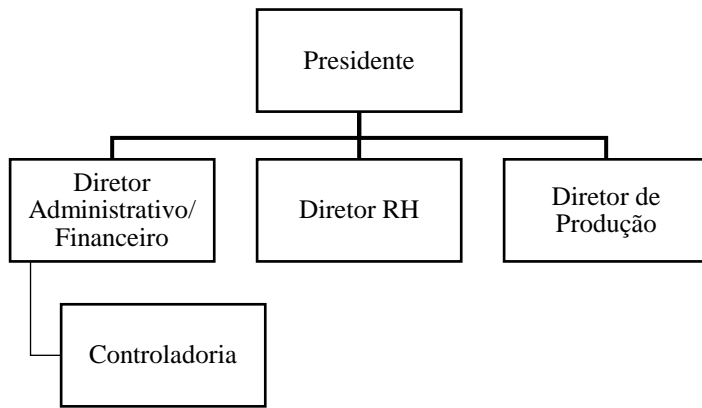 Presidente
Diretor
Administrativo/
Financeiro
Diretor RH
Diretor de
Produção
Controladoria